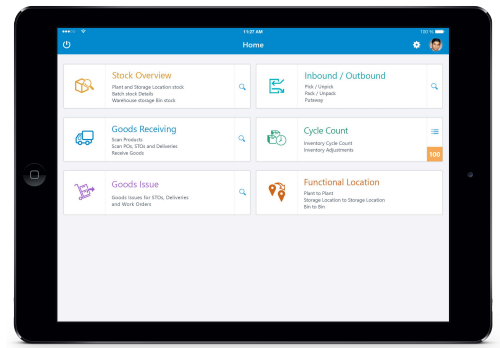 11:27 AM
100 %
Home
Stock Overview
Plant and Storage Location stock
Batch stock Details
Warehouse storage Bin stock
Inbound / Outbound
Pick / Unpick
Pack / Unpack
Putaway
Goods Receiving
Scan Products
Scan POs, STOs and Deliveries
Receive Goods
Cycle Count
Inventory Cycle Count
Inventory Adjustments
500
Goods Issue
Goods Issues for STOs, Deliveries
and Work Orders
Functional Location
Plant to Plant
Storage Location to Storage Location
Bin to Bin